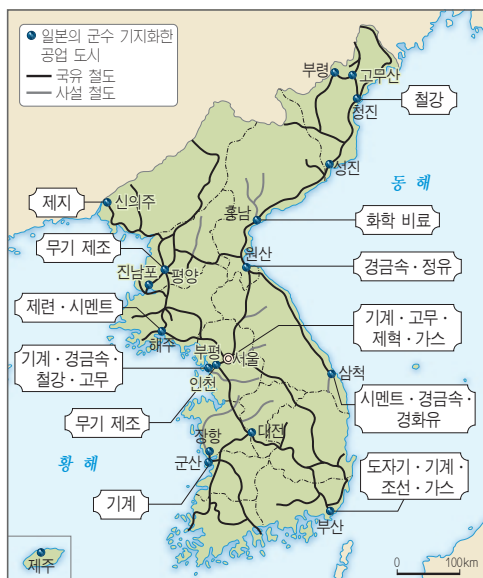 일본의 군수 기지화한
공업 도시
국유 철도
사설 철도
부령
고무산
청진
철강
성진
동해
제지
신의주
흥남
화학 비료
무기 제조
원산
경금속·정유
진남포
평양
제련·시멘트
해주
기계·고무·
제혁·가스
부평
서울
기계·경금속·
철강·고무
인천
삼척
시멘트·경금속·
경화유
무기 제조
장항
대전
황해
군산
도자기·기계·
조선·가스
기계
부산
제주
0 100km